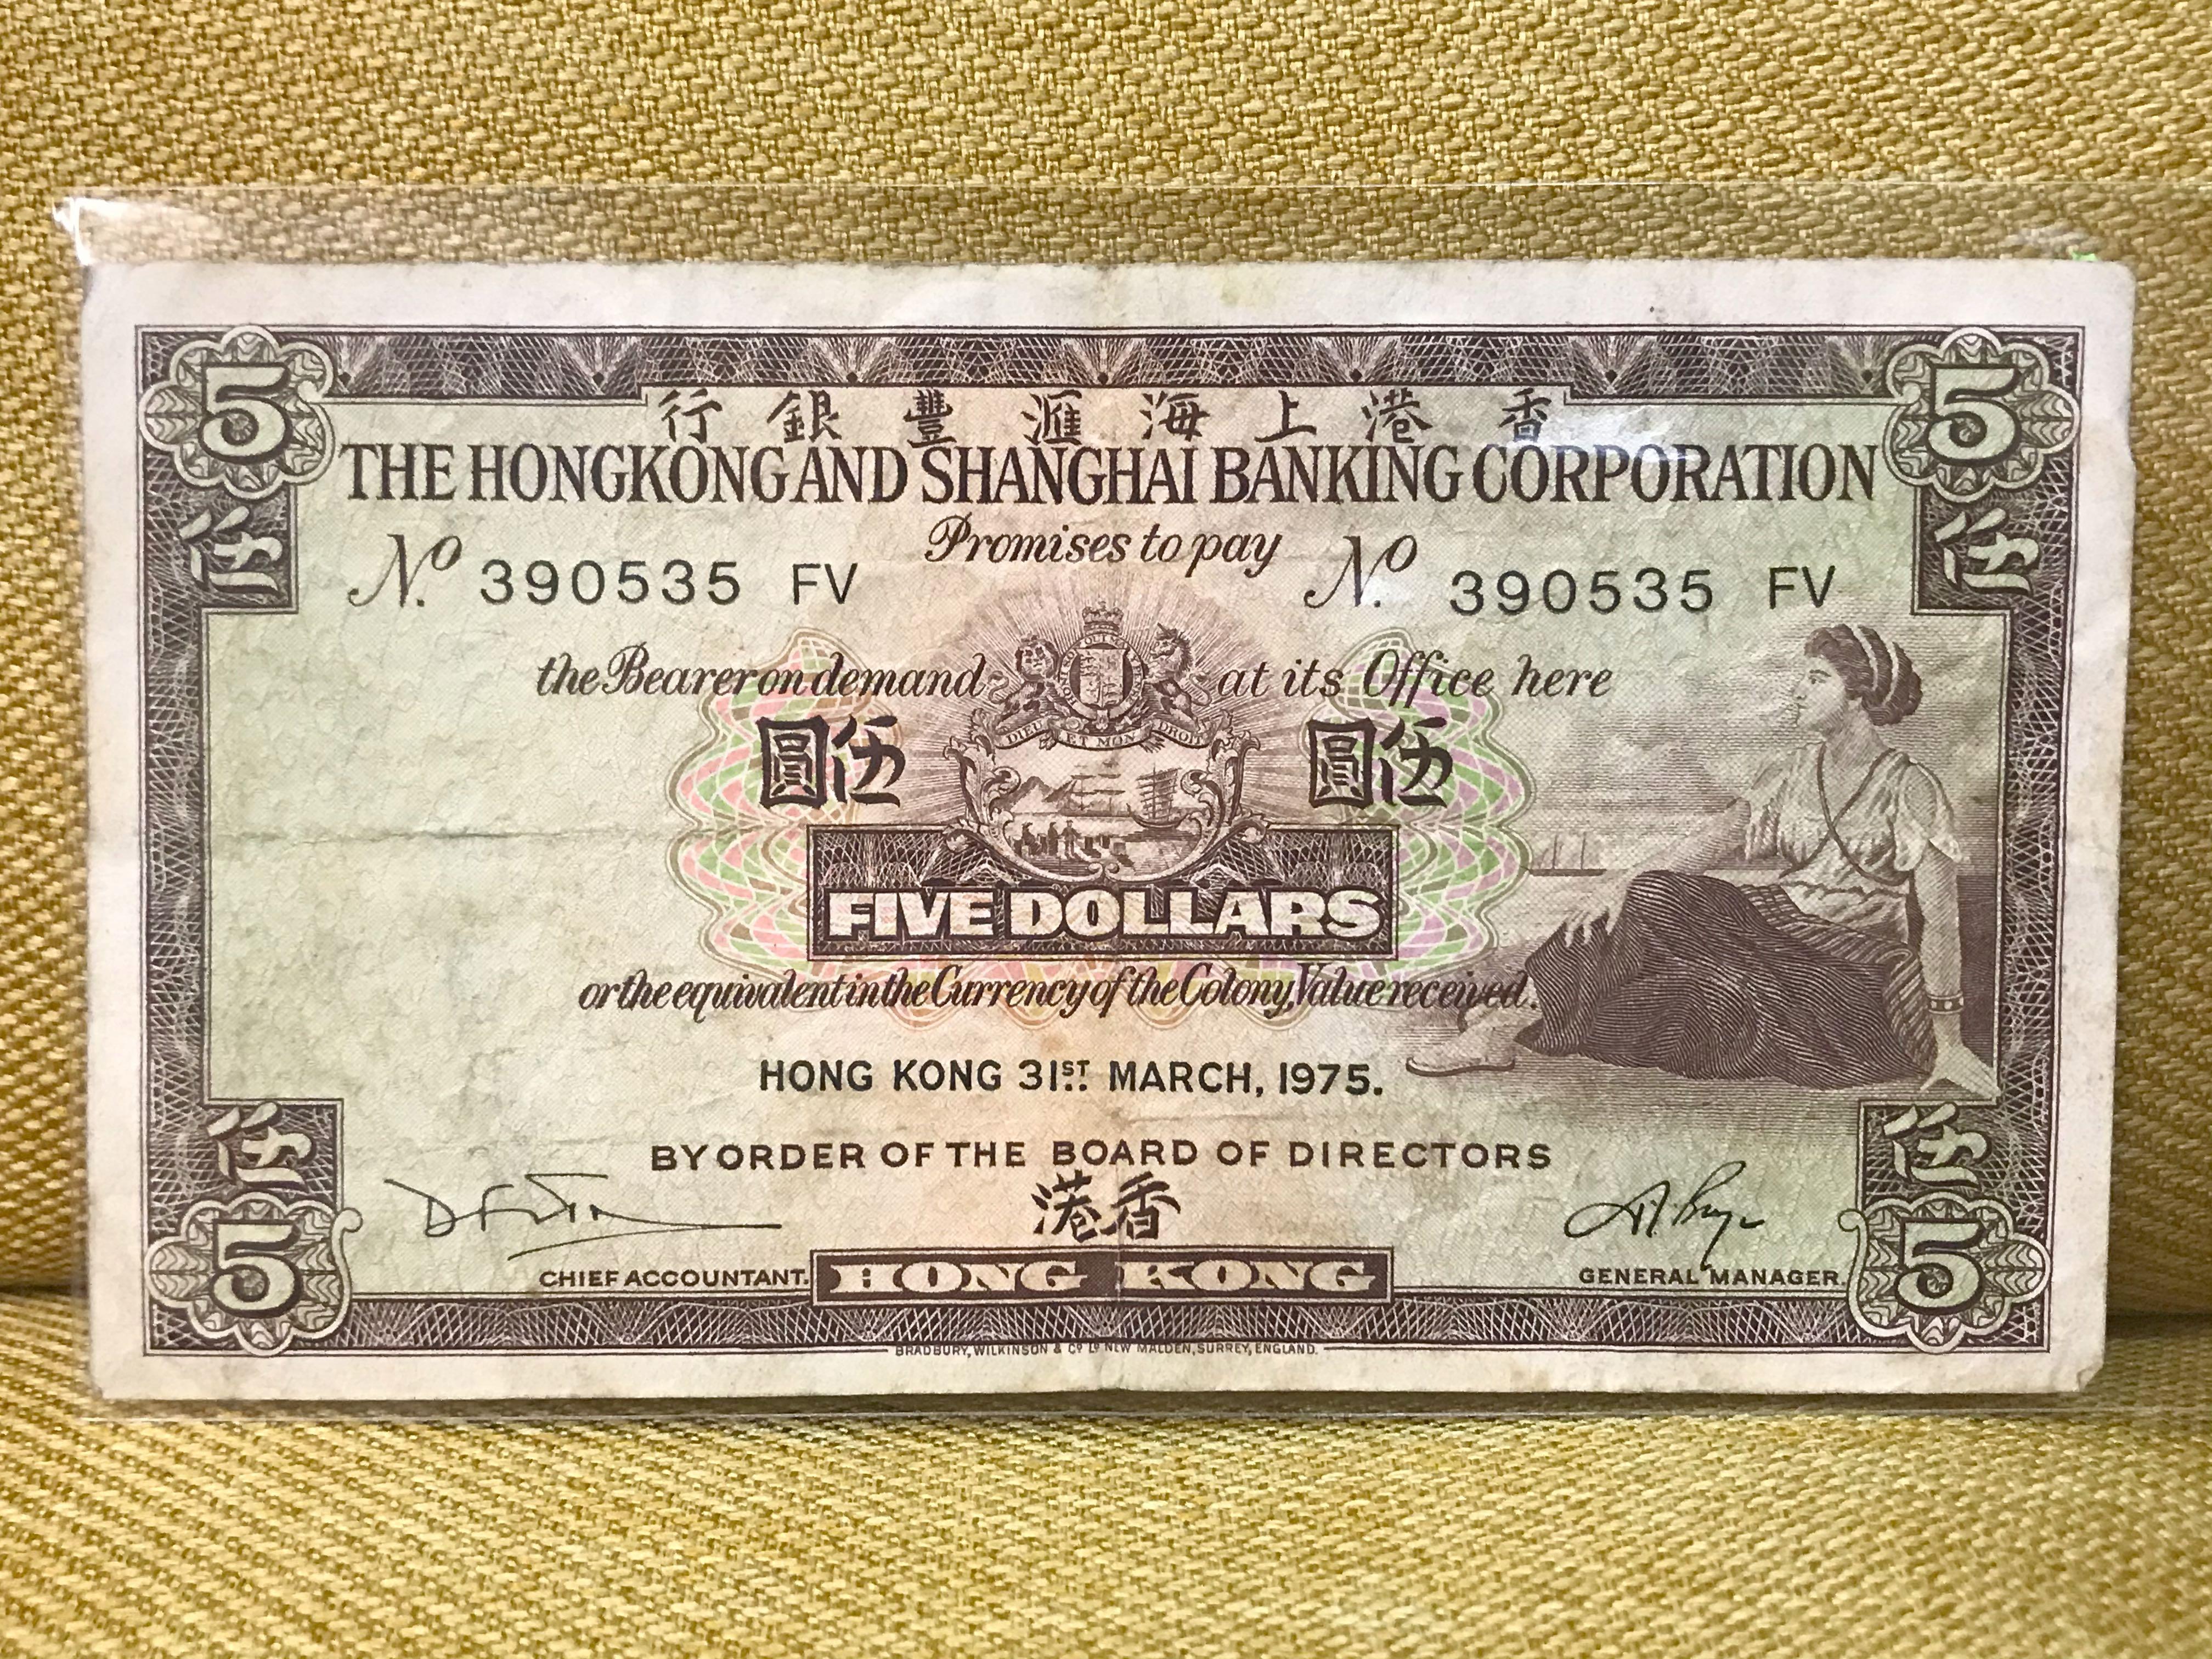 5 5
行銀豐滙海上港香
THE HONGKONG AND SHANGHAI BANKING CORPORATION
伍 伍
Promises to pay
No. 390535 FV No. 390535 FV
the Bearer on demand at its Office here
DIEU ET MON DROIT
圓伍 圓伍
FIVE DOLLARS
or the equivalent in the Currency of the Colony, Value received.
HONG KONG 31ST MARCH, 1975.
BY ORDER OF THE BOARD OF DIRECTORS
伍 伍
港香
5 5
CHIEF ACCOUNTANT. HONG KONG GENERAL MANAGER.
BRADBURY, WILKINSON & CO LD NEW MALDEN, SURREY, ENGLAND.